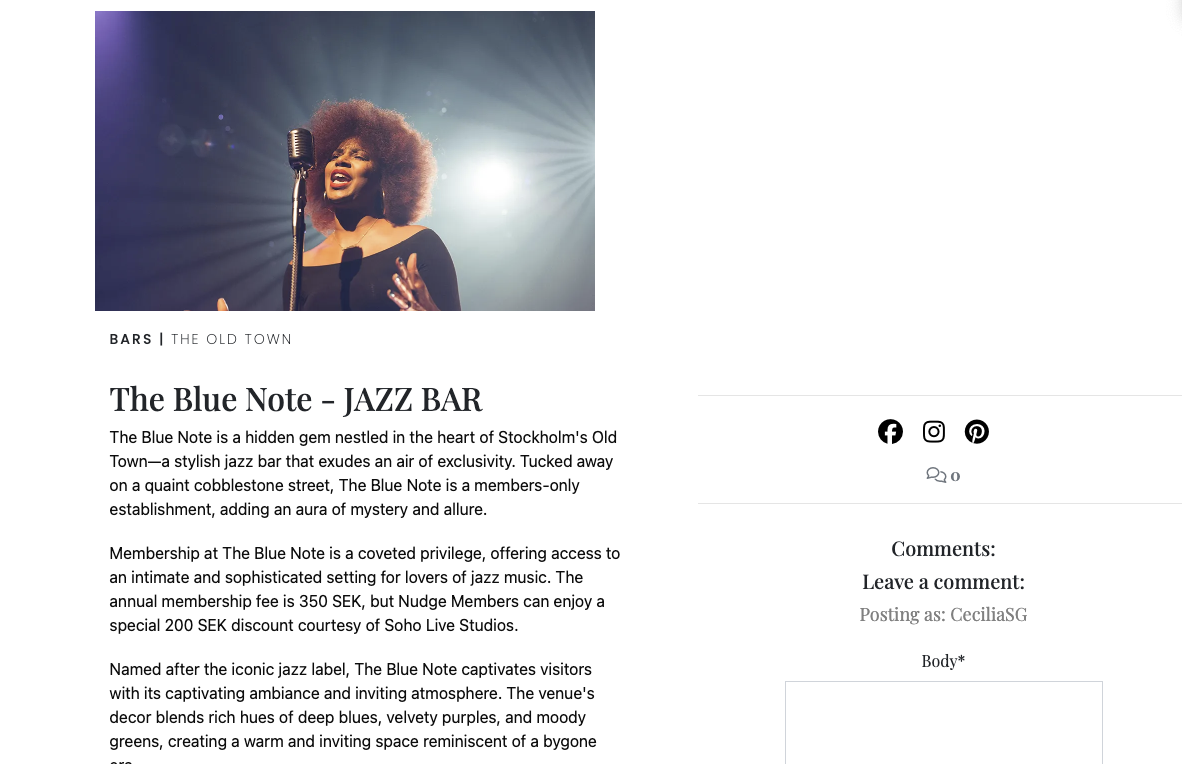 BARS | THE OLD TOWN
The Blue Note – JAZZ BAR
The Blue Note is a hidden gem nestled in the heart of Stockholm's Old
Town—a stylish jazz bar that exudes an air of exclusivity. Tucked away
on a quaint cobblestone street, The Blue Note is a members-only
establishment, adding an aura of mystery and allure.
Membership at The Blue Note is a coveted privilege, offering access to
an intimate and sophisticated setting for lovers of jazz music. The
annual membership fee is 350 SEK, but Nudge Members can enjoy a
special 200 SEK discount courtesy of Soho Live Studios.
Named after the iconic jazz label, The Blue Note captivates visitors
with its captivating ambiance and inviting atmosphere. The venue's
decor blends rich hues of deep blues, velvety purples, and moody
greens, creating a warm and inviting space reminiscent of a bygone
0
Comments:
Leave a comment:
Posting as: CeciliaSG
Body*